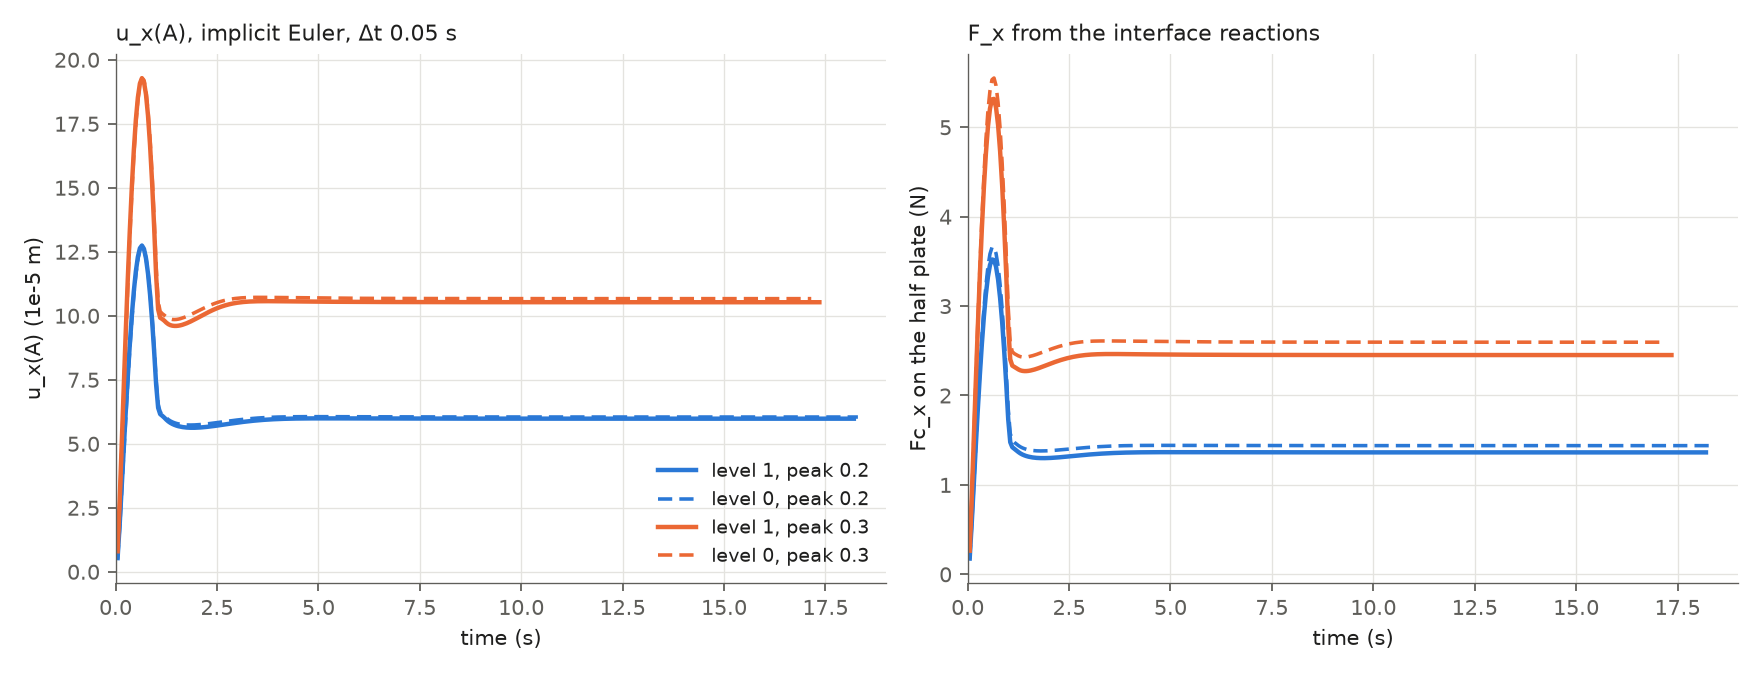 u_x(A), implicit Euler, Δt 0.05 s
u_x(A) (1e-5 m)
20.0
17.5
15.0
12.5
10.0
7.5
5.0
2.5
0.0
level 1, peak 0.2
level 0, peak 0.2
level 1, peak 0.3
level 0, peak 0.3
0.0 2.5 5.0 7.5 10.0 12.5 15.0 17.5
time (s)
F_x from the interface reactions
Fc_x on the half plate (N)
5
4
3
2
1
0
0.0 2.5 5.0 7.5 10.0 12.5 15.0 17.5
time (s)